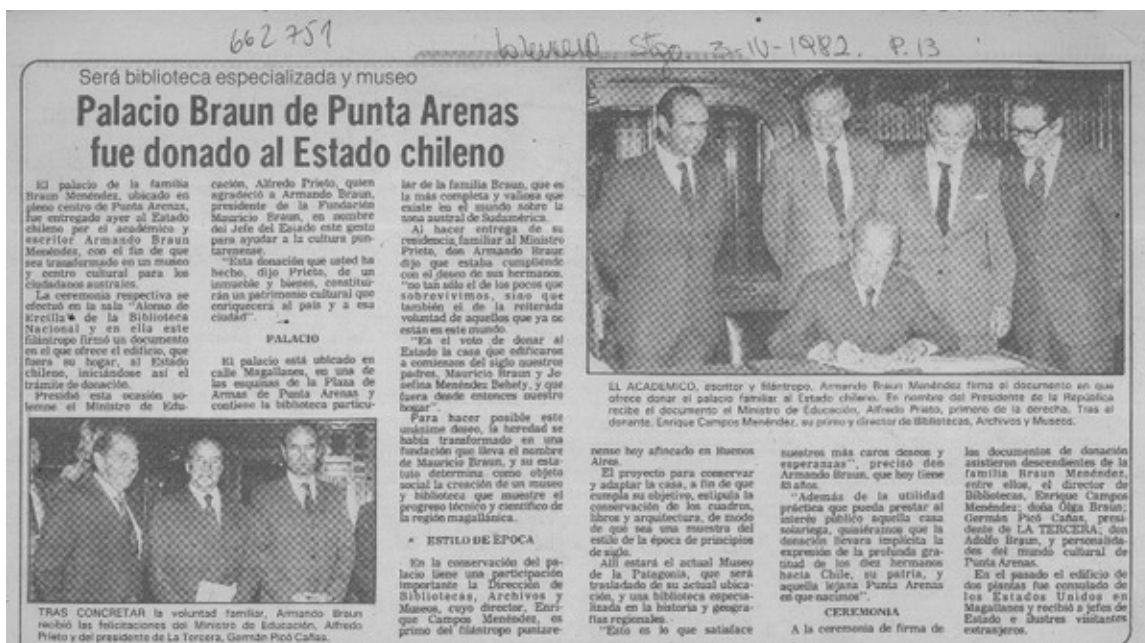 662751
Stgo 3-IV-1982. P. 13
Será biblioteca especializada y museo
Palacio Braun de Punta Arenas
fue donado al Estado chileno
El palacio de la familia
Braun Menéndez, ubicado en
pleno centro de Punta Arenas,
fue entregado ayer al Estado
chileno por el académico y
escritor Armando Braun
Menéndez, con el fin de que
sea transformado en un museo
y centro cultural para los
ciudadanos australes.
La ceremonia respectiva se
efectuó en la sala "Alonso de
Ercilla" de la Biblioteca
Nacional y en ella este
filántropo firmó un documento
en el que ofrece el edificio, que
fuera su hogar, al Estado
chileno, iniciándose así el
trámite de donación.
Presidió esta ocasión so-
lemne el Ministro de Edu-
cación, Alfredo Prieto, quien
agradeció a Armando Braun,
presidente de la Fundación
Mauricio Braun, en nombre
del Jefe del Estado este gesto
para ayudar a la cultura pun-
tarenense.
"Esta donación que usted ha
hecho, dijo Prieto, de un
inmueble y bienes, constitui-
rán un patrimonio cultural que
enriquecerá al país y a esa
ciudad".
PALACIO
El palacio está ubicado en
calle Magallanes, en una de
las esquinas de la Plaza de
Armas de Punta Arenas y
contiene la biblioteca particu-
lar de la familia Braun, que es
la más completa y valiosa que
existe en el mundo sobre la
zona austral de Sudamérica.
Al hacer entrega de su
residencia familiar al Ministro
Prieto, don Armando Braun
dijo que estaba cumpliendo
con el deseo de sus hermanos,
"no tan sólo el de los pocos que
sobrevivimos, sino que
también el de la reiterada
voluntad de aquellos que ya no
están en este mundo.
"Es el voto de donar al
Estado la casa que edificaron
a comienzos del siglo nuestros
padres, Mauricio Braun y Jo-
sefina Menéndez Behety, y que
fuera desde entonces nuestro
hogar".
Para hacer posible este
unánime deseo, la heredad se
había transformado en una
fundación que lleva el nombre
de Mauricio Braun, y su esta-
tuto determina como objeto
social la creación de un museo
y biblioteca que muestre el
progreso técnico y científico de
la región magallánica.
ESTILO DE EPOCA
En la conservación del pa-
lacio tiene una participación
importante la Dirección de
Bibliotecas, Archivos y
Museos, cuyo director, Enri-
que Campos Menéndez, es
primo del filántropo puntare-
nense hoy afincado en Buenos
Aires.
El proyecto para conservar
y adaptar la casa, a fin de que
cumpla su objetivo, estipula la
conservación de los cuadros,
libros y arquitectura, de modo
de que sea una muestra del
estilo de la época de principios
de siglo.
Allí estará el actual Museo
de la Patagonia, que será
trasladado de su actual ubica-
ción, y una biblioteca especia-
lizada en la historia y geogra-
fías regionales.
"Esto es lo que satisface
nuestros más caros deseos y
esperanzas", precisó don
Armando Braun, que hoy tiene
83 años.
"Además de la utilidad
práctica que pueda prestar al
interés público aquella casa
solariega, quisiéramos que la
donación llevara implícita la
expresión de la profunda gra-
titud de los diez hermanos
hacia Chile, su patria, y
aquella lejana Punta Arenas
en que nacimos".
CEREMONIA
A la ceremonia de firma de
los documentos de donación
asistieron descendientes de la
familia Braun Menéndez,
entre ellos, el director de
Bibliotecas, Enrique Campos
Menéndez; doña Olga Braun;
Germán Picó Cañas, presi-
dente de LA TERCERA; don
Adolfo Braun, y personalida-
des del mundo cultural de
Punta Arenas.
En el pasado el edificio de
dos plantas fue consulado de
los Estados Unidos en
Magallanes y recibió a jefes de
Estado e ilustres visitantes
extranjeros.
EL ACADEMICO, escritor y filántropo, Armando Braun Menéndez firma el documento en que
ofrece donar el palacio familiar al Estado chileno. En nombre del Presidente de la República
recibe el documento el Ministro de Educación, Alfredo Prieto, primero de la derecha. Tras el
donante, Enrique Campos Menéndez, su primo y director de Bibliotecas, Archivos y Museos.
TRAS CONCRETAR la voluntad familiar, Armando Braun
recibió las felicitaciones del Ministro de Educación, Alfredo
Prieto y del presidente de La Tercera, Germán Picó Cañas.